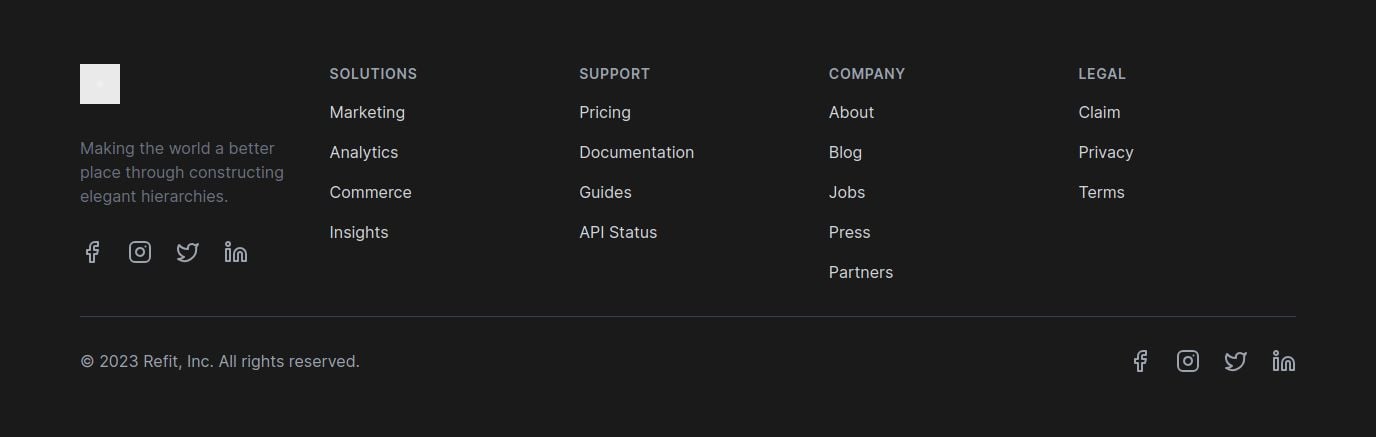 Making the world a better
place through constructing
elegant hierarchies.
SOLUTIONS
Marketing
Analytics
Commerce
Insights
SUPPORT
Pricing
Documentation
Guides
API Status
COMPANY
About
Blog
Jobs
Press
Partners
LEGAL
Claim
Privacy
Terms
© 2023 Refit, Inc. All rights reserved.